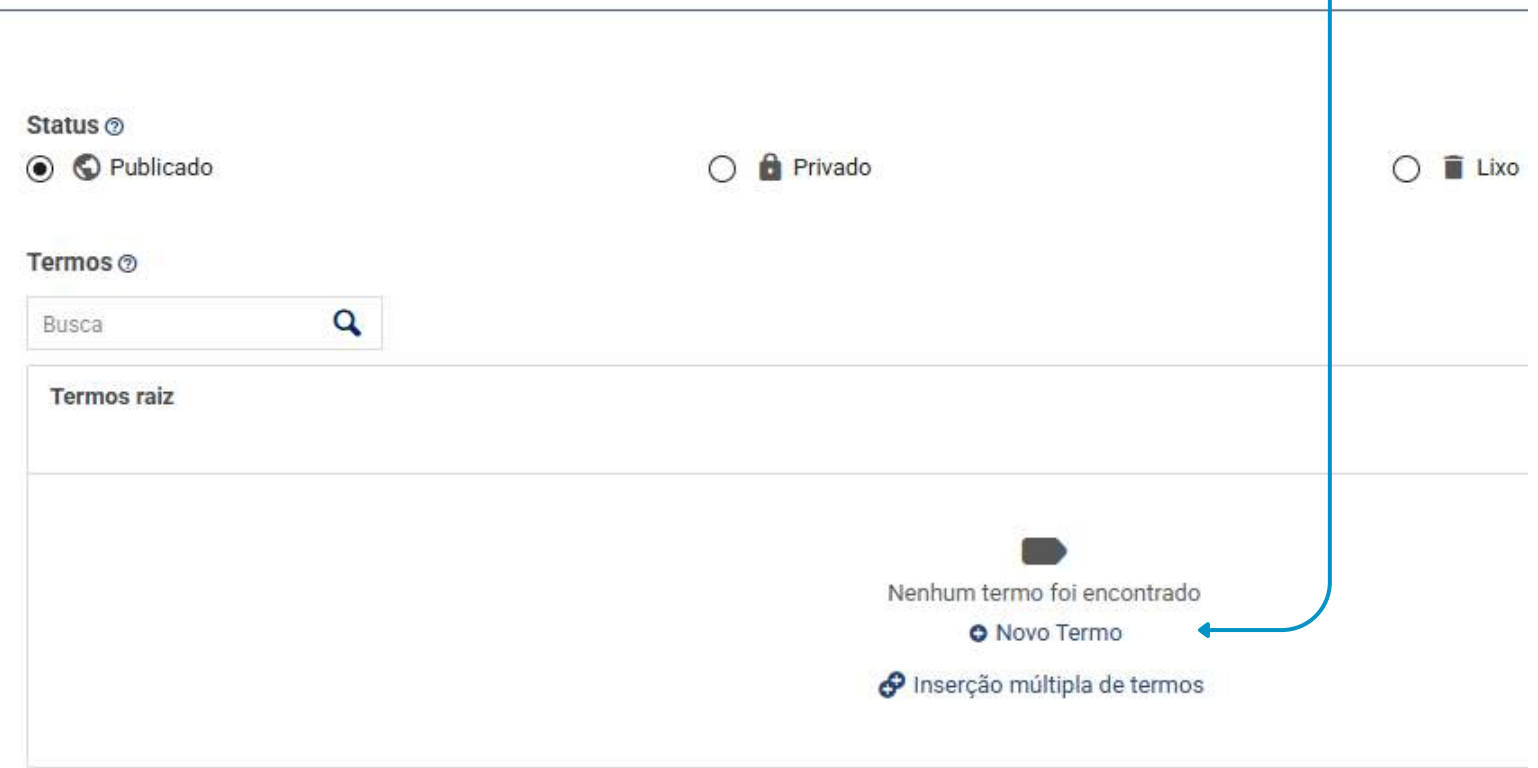 Status
Publicado Privado Lixo
Termos
Busca
Termos raiz
Nenhum termo foi encontrado
Novo Termo
Inserção múltipla de termos